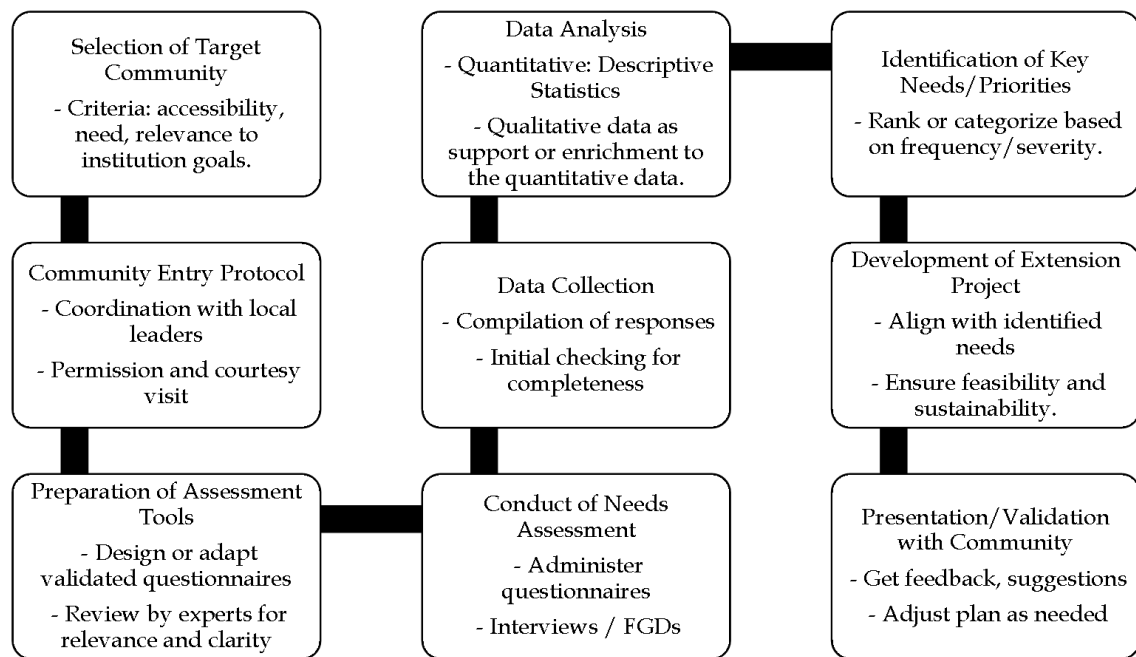 Selection of Target
Community
- Criteria: accessibility,
need, relevance to
institution goals.
Community Entry Protocol
- Coordination with local
leaders
- Permission and courtesy
visit
Preparation of Assessment
Tools
- Design or adapt
validated questionnaires
- Review by experts for
relevance and clarity
Conduct of Needs
Assessment
- Administer
questionnaires
- Interviews / FGDs
Data Collection
- Compilation of responses
- Initial checking for
completeness
Data Analysis
- Quantitative: Descriptive
Statistics
- Qualitative data as
support or enrichment to
the quantitative data.
Identification of Key
Needs/Priorities
- Rank or categorize based
on frequency/severity.
Development of Extension
Project
- Align with identified
needs
- Ensure feasibility and
sustainability.
Presentation/Validation
with Community
- Get feedback, suggestions
- Adjust plan as needed